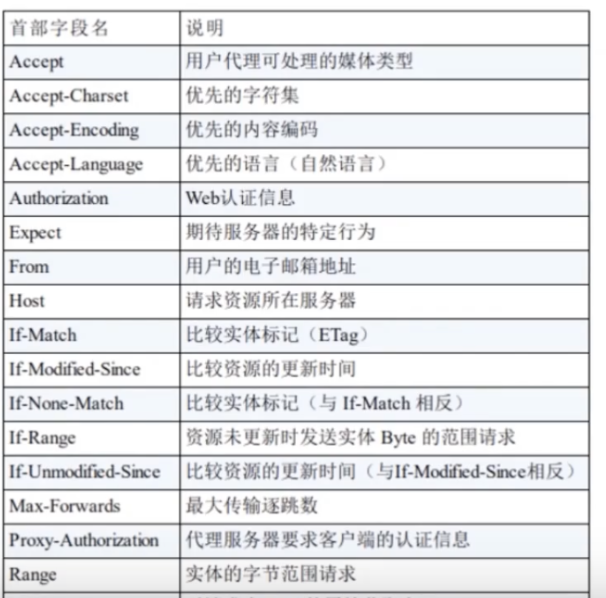 首部字段名 说明
Accept 用户代理可处理的媒体类型
Accept-Charset 优先的字符集
Accept-Encoding 优先的内容编码
Accept-Language 优先的语言（自然语言）
Authorization Web认证信息
Expect 期待服务器的特定行为
From 用户的电子邮箱地址
Host 请求资源所在服务器
If-Match 比较实体标记（ETag）
If-Modified-Since 比较资源的更新时间
If-None-Match 比较实体标记（与 If-Match 相反）
If-Range 资源未更新时发送实体 Byte 的范围请求
If-Unmodified-Since 比较资源的更新时间（与If-Modified-Since相反）
Max-Forwards 最大传输逐跳数
Proxy-Authorization 代理服务器要求客户端的认证信息
Range 实体的字节范围请求